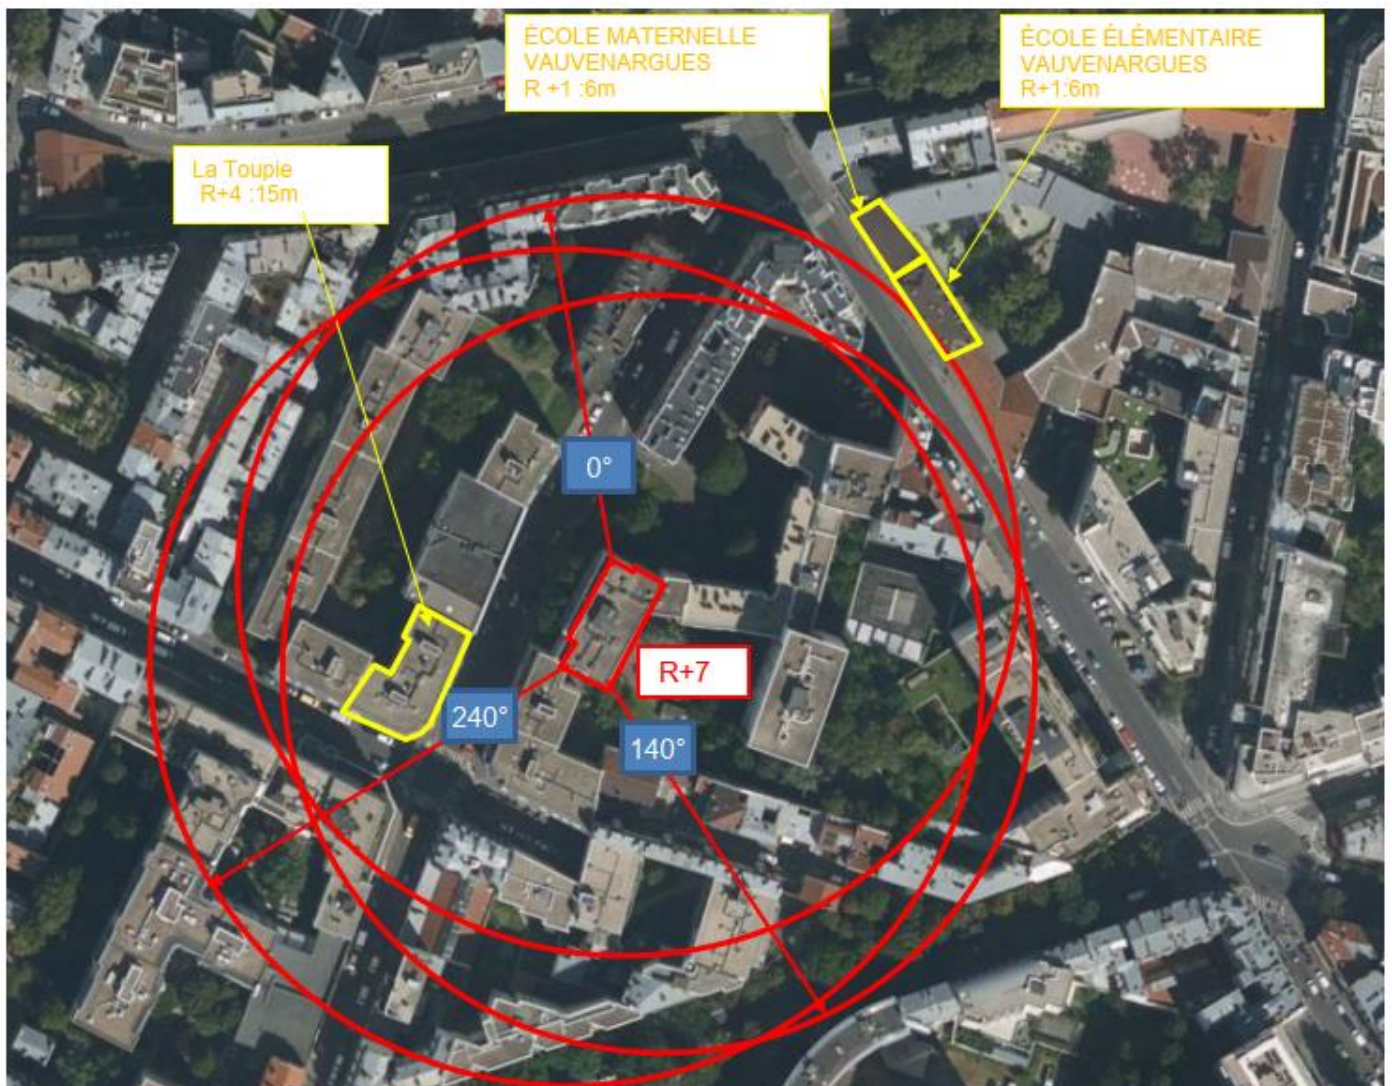 ÉCOLE MATERNELLE
VAUVENARGUES
R +1 :6m
ÉCOLE ÉLÉMENTAIRE
VAUVENARGUES
R+1:6m
La Toupie
R+4 :15m
0°
R+7
240°
140°